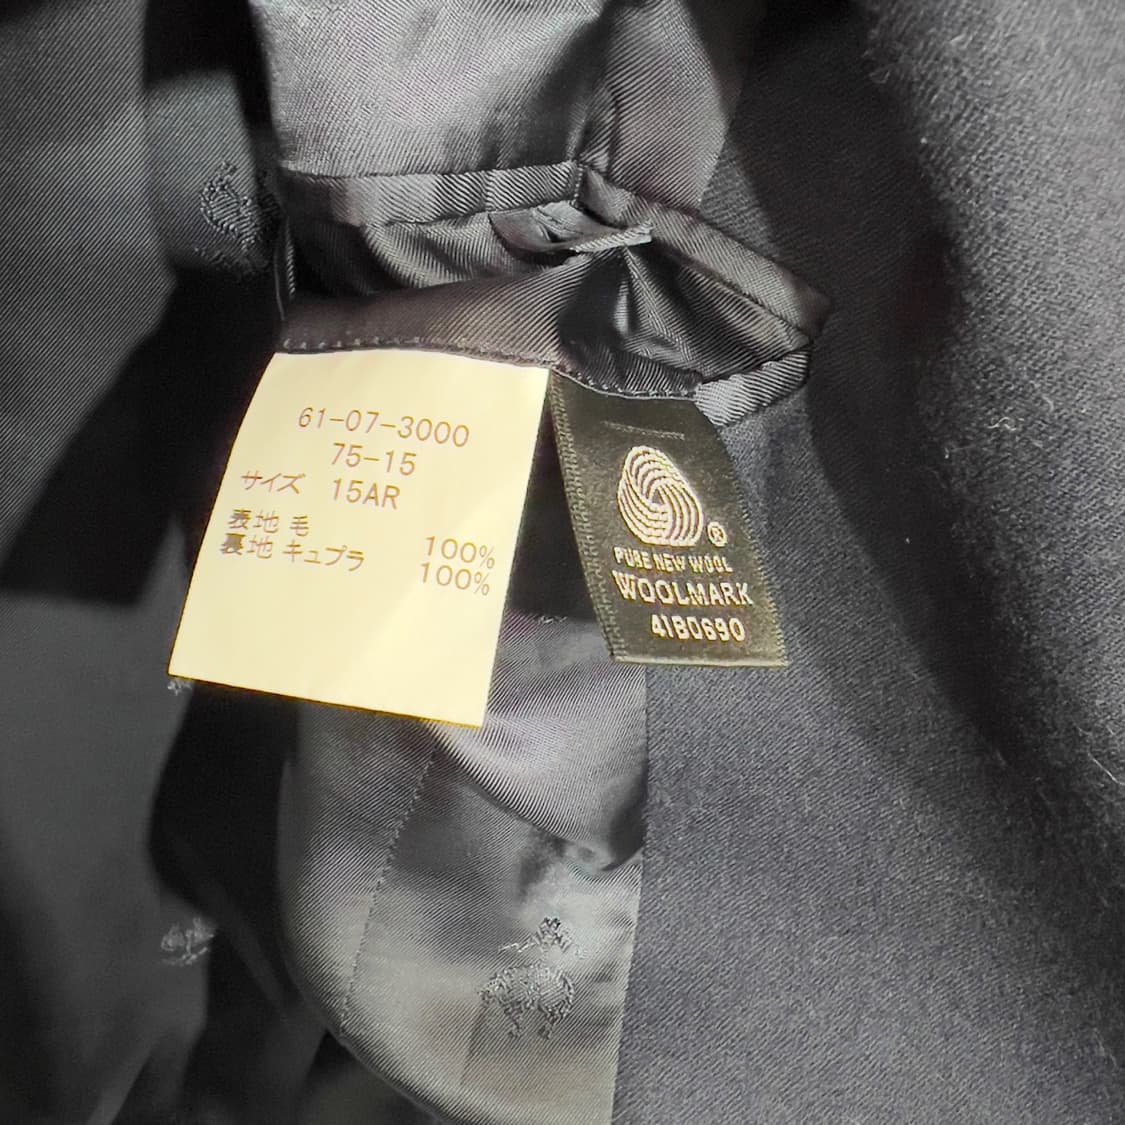 61-07-3000
75-15
サイズ 15AR
表地 毛 100%
裏地 キュプラ 100%
®
PURE NEW WOOL
WOOLMARK
41B0690